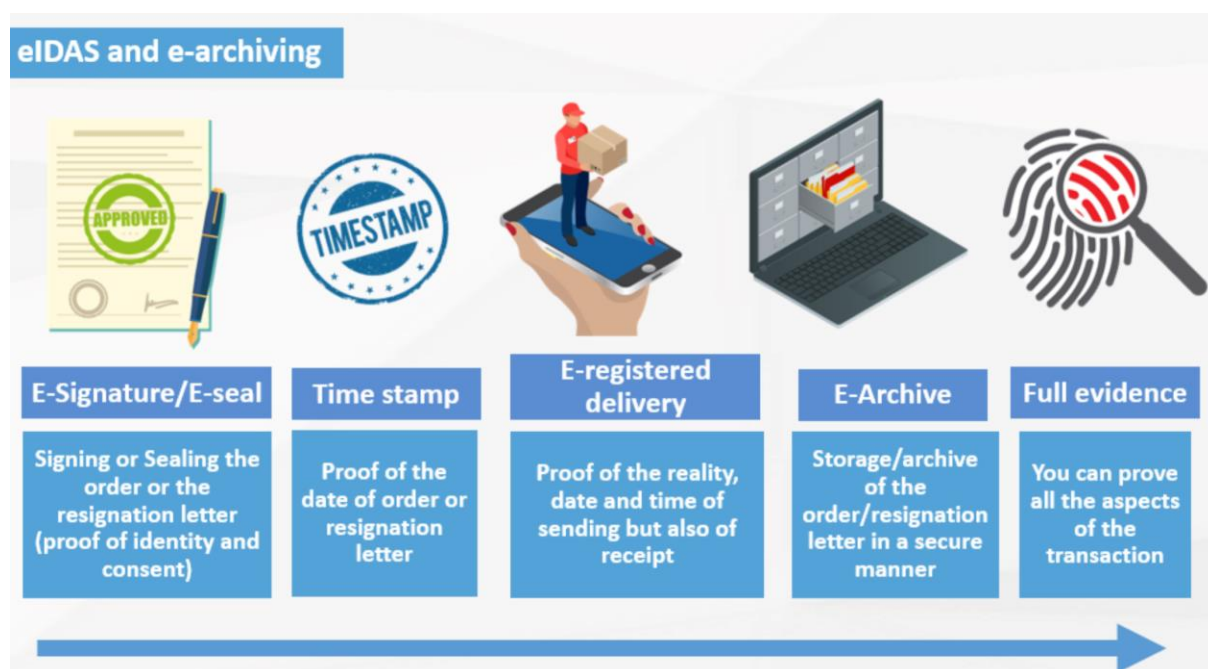 eIDAS and e-archiving
APPROVED
TIMESTAMP
E-Signature/E-seal
Signing or Sealing the
order or the
resignation letter
(proof of identity and
consent)
Time stamp
Proof of the
date of order or
resignation
letter
E-registered
delivery
Proof of the reality,
date and time of
sending but also of
receipt
E-Archive
Storage/archive
of the
order/resignation
letter in a secure
manner
Full evidence
You can prove
all the aspects
of the
transaction